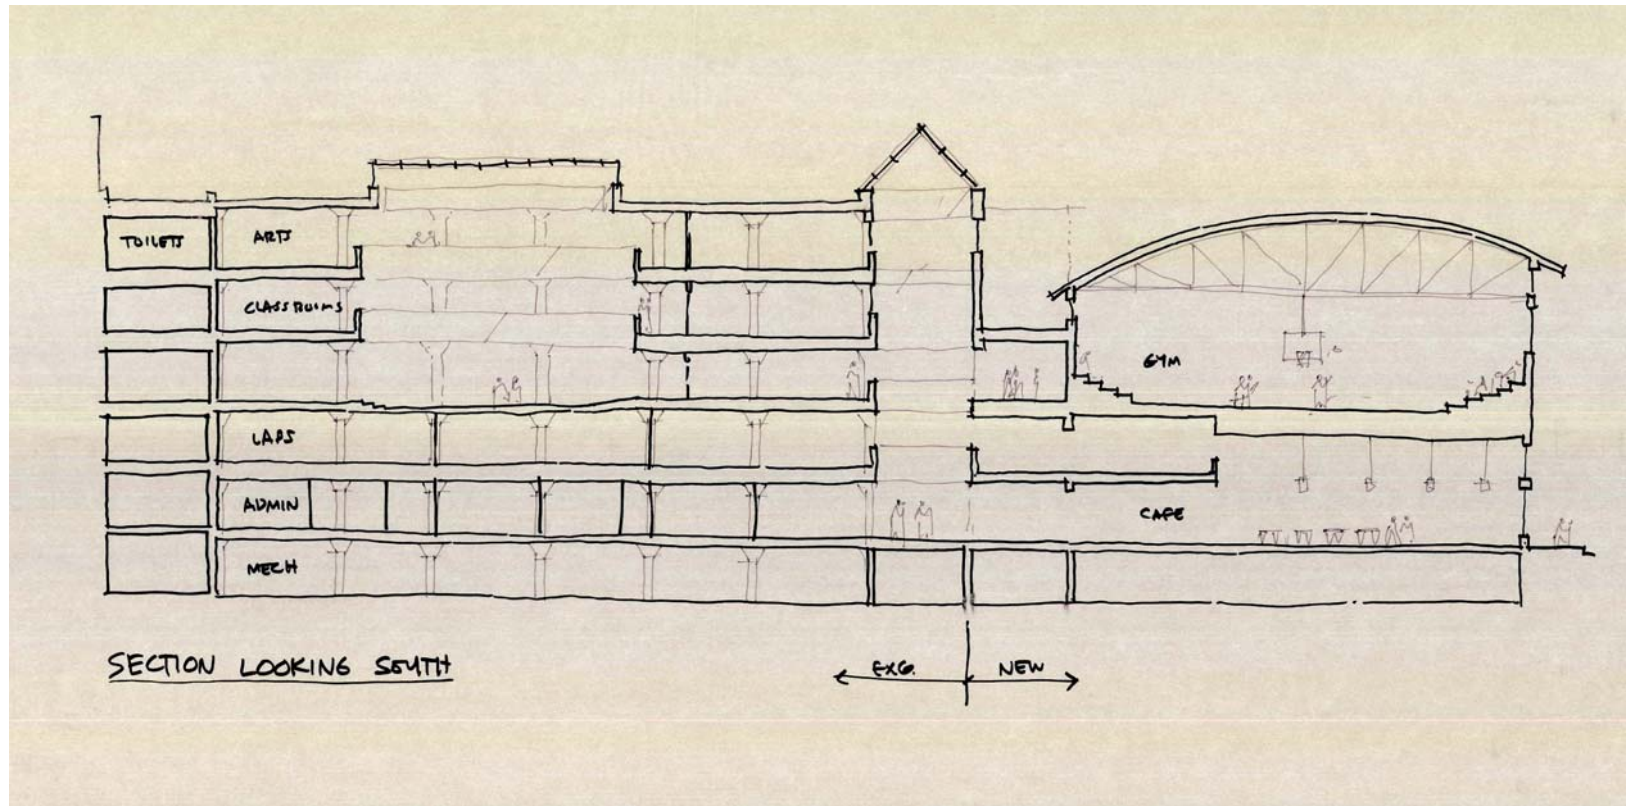 TOILETS
ARTS
CLASSROOMS
GYM
LABS
ADMIN
CAFE
MECH
SECTION LOOKING SOUTH
EXG.
NEW